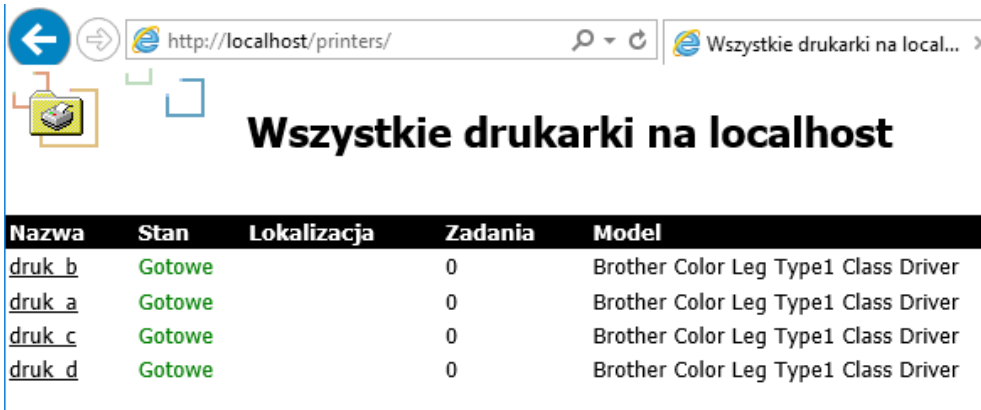 http://localhost/printers/ Wszystkie drukarki na local...
Wszystkie drukarki na localhost
Nazwa Stan Lokalizacja Zadania Model
druk_b Gotowe 0 Brother Color Leg Type1 Class Driver
druk_a Gotowe 0 Brother Color Leg Type1 Class Driver
druk_c Gotowe 0 Brother Color Leg Type1 Class Driver
druk_d Gotowe 0 Brother Color Leg Type1 Class Driver